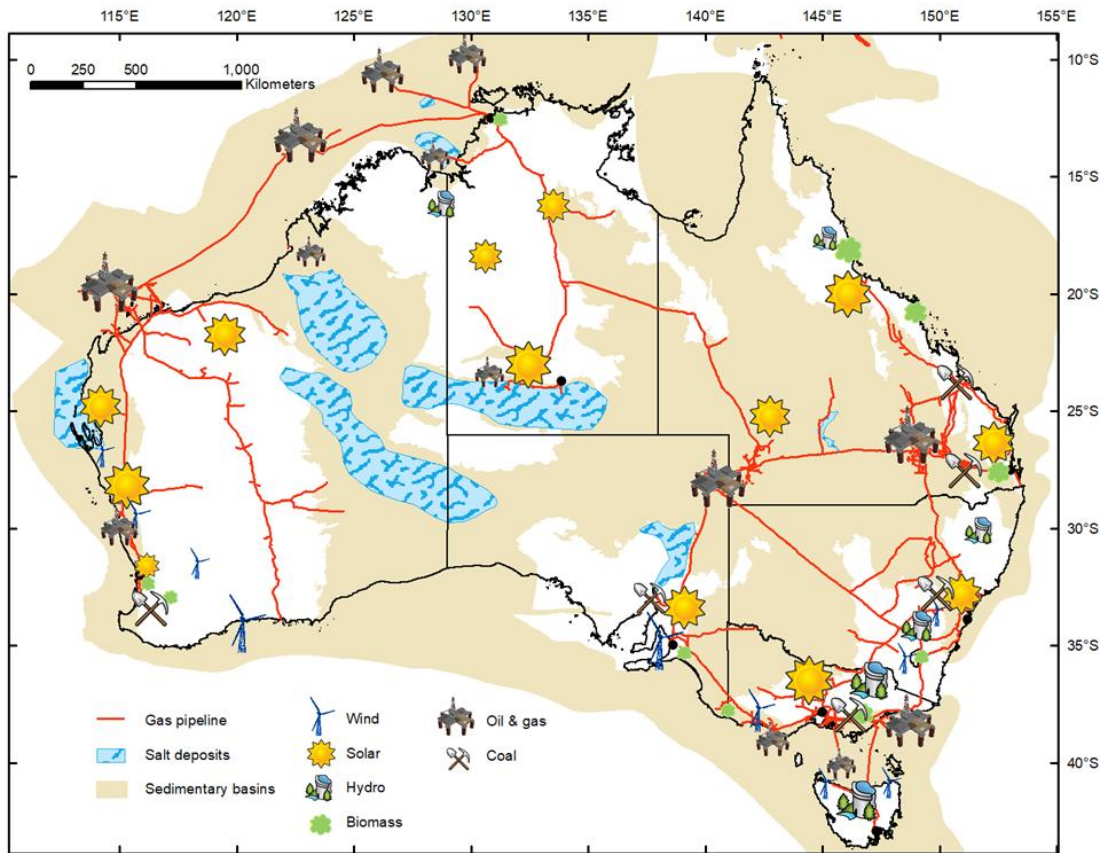 115°E 120°E 125°E 130°E 135°E 140°E 145°E 150°E 155°E
10°S
0 250 500 1,000
Kilometers
15°S
20°S
25°S
30°S
35°S
40°S
Gas pipeline
Salt deposits
Sedimentary basins
Wind
Solar
Hydro
Biomass
Oil & gas
Coal